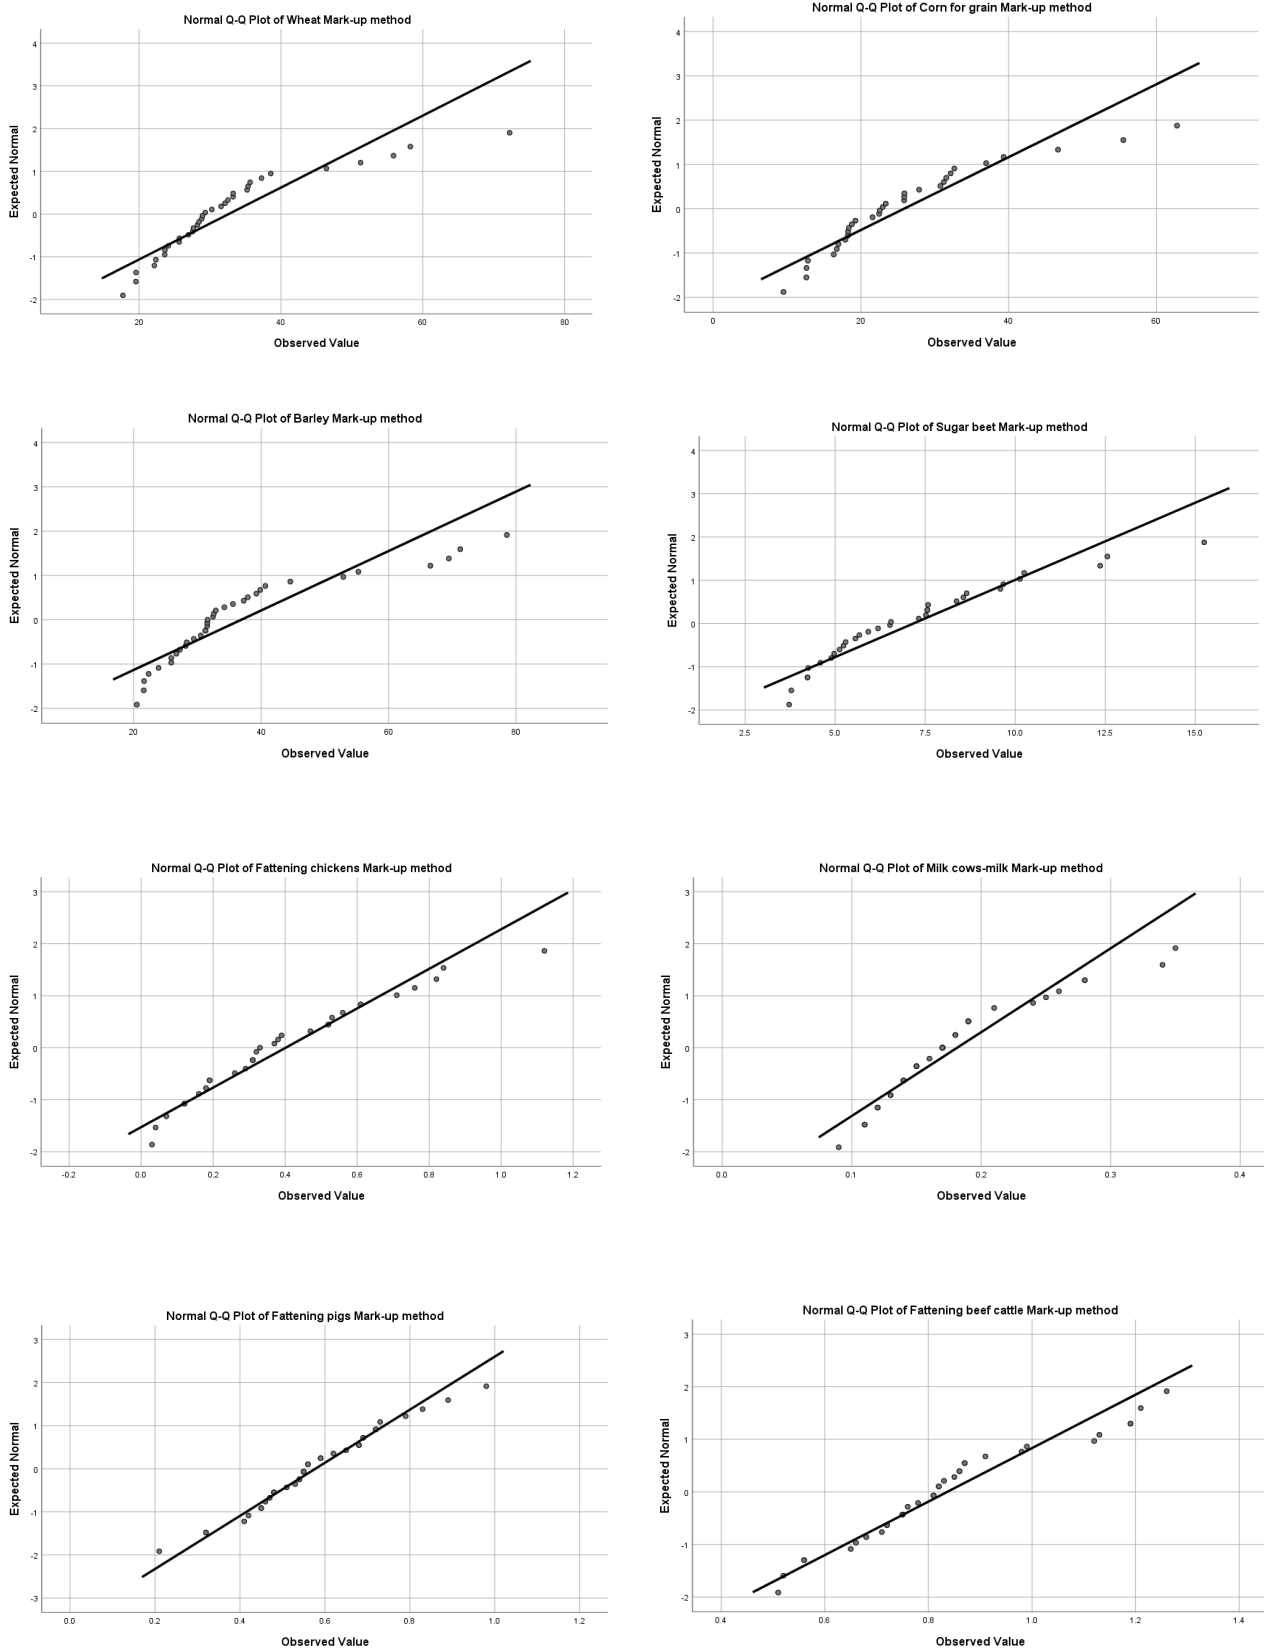 Normal Q-Q Plot of Wheat Mark-up method
Expected Normal
4
3
2
1
0
-1
-2
20 40 60 80
Observed Value
Normal Q-Q Plot of Corn for grain Mark-up method
Expected Normal
4
3
2
1
0
-1
-2
0 20 40 60
Observed Value
Normal Q-Q Plot of Barley Mark-up method
Expected Normal
4
3
2
1
0
-1
-2
20 40 60 80
Observed Value
Normal Q-Q Plot of Sugar beet Mark-up method
Expected Normal
4
3
2
1
0
-1
-2
2.5 5.0 7.5 10.0 12.5 15.0
Observed Value
Normal Q-Q Plot of Fattening chickens Mark-up method
Expected Normal
3
2
1
0
-1
-2
-0.2 0.0 0.2 0.4 0.6 0.8 1.0 1.2
Observed Value
Normal Q-Q Plot of Milk cows-milk Mark-up method
Expected Normal
3
2
1
0
-1
-2
0.0 0.1 0.2 0.3 0.4
Observed Value
Normal Q-Q Plot of Fattening pigs Mark-up method
Expected Normal
3
2
1
0
-1
-2
-3
0.0 0.2 0.4 0.6 0.8 1.0 1.2
Observed Value
Normal Q-Q Plot of Fattening beef cattle Mark-up method
Expected Normal
3
2
1
0
-1
-2
0.4 0.6 0.8 1.0 1.2 1.4
Observed Value